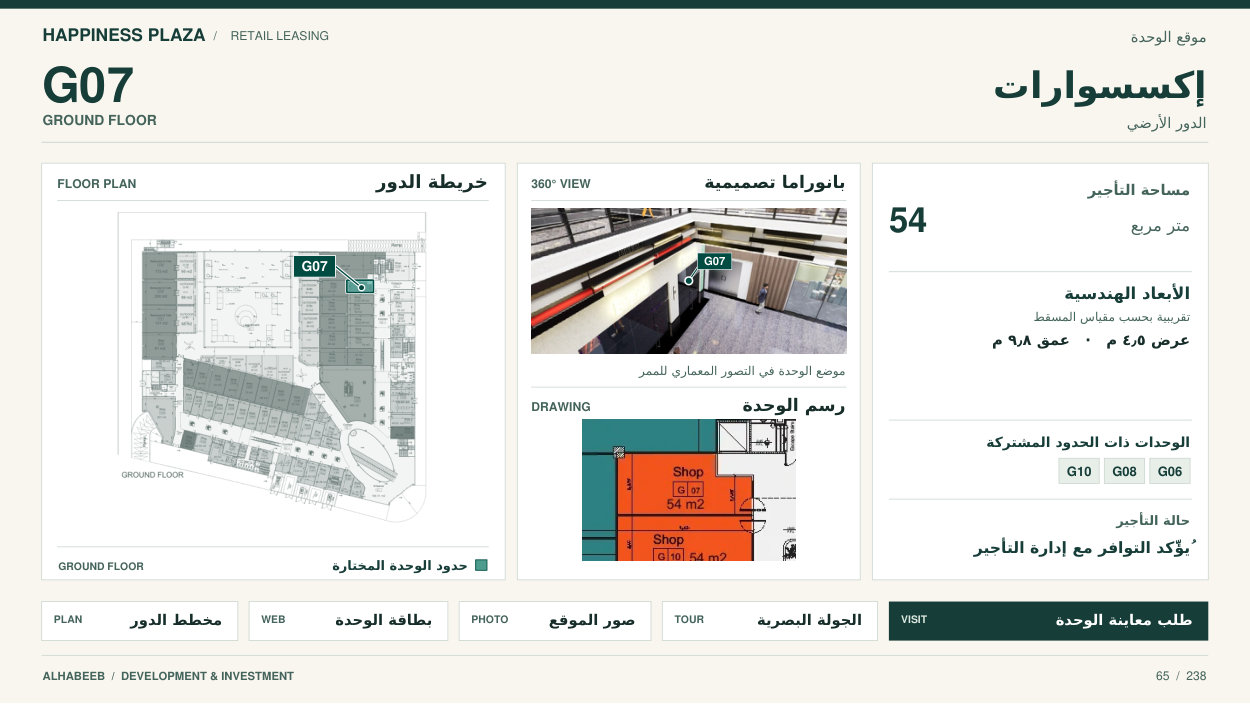 HAPPINESS PLAZA / RETAIL LEASING
موقع الوحدة
G07
إكسسوارات
GROUND FLOOR
الدور الأرضي
FLOOR PLAN
خريطة الدور
G07
GROUND FLOOR
GROUND FLOOR
حدود الوحدة المختارة
360° VIEW
بانوراما تصميمية
G07
موضع الوحدة في التصور المعماري للممر
DRAWING
رسم الوحدة
Shop
G 07
54 m2
Shop
G 10 54 m2
مساحة التأجير
54
متر مربع
الأبعاد الهندسية
تقريبية بحسب مقياس المسقط
عرض ٤٫٥ م · عمق ٩٫٨ م
الوحدات ذات الحدود المشتركة
G10 G08 G06
حالة التأجير
يُؤكّد التوافر مع إدارة التأجير
PLAN
مخطط الدور
WEB
بطاقة الوحدة
PHOTO
صور الموقع
TOUR
الجولة البصرية
VISIT
طلب معاينة الوحدة
ALHABEEB / DEVELOPMENT & INVESTMENT
65 / 238